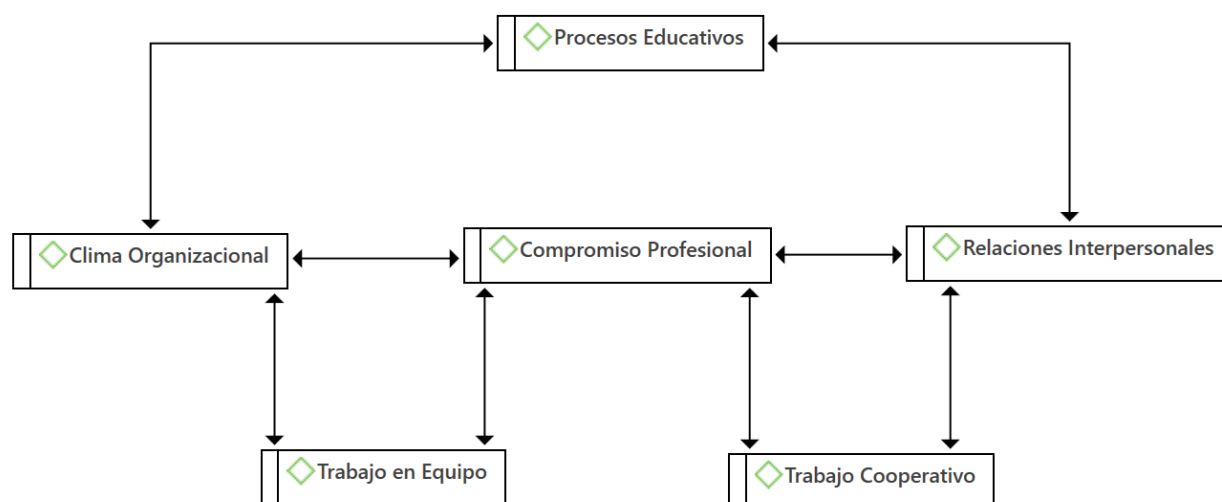 Procesos Educativos
Clima Organizacional
Compromiso Profesional
Relaciones Interpersonales
Trabajo en Equipo
Trabajo Cooperativo